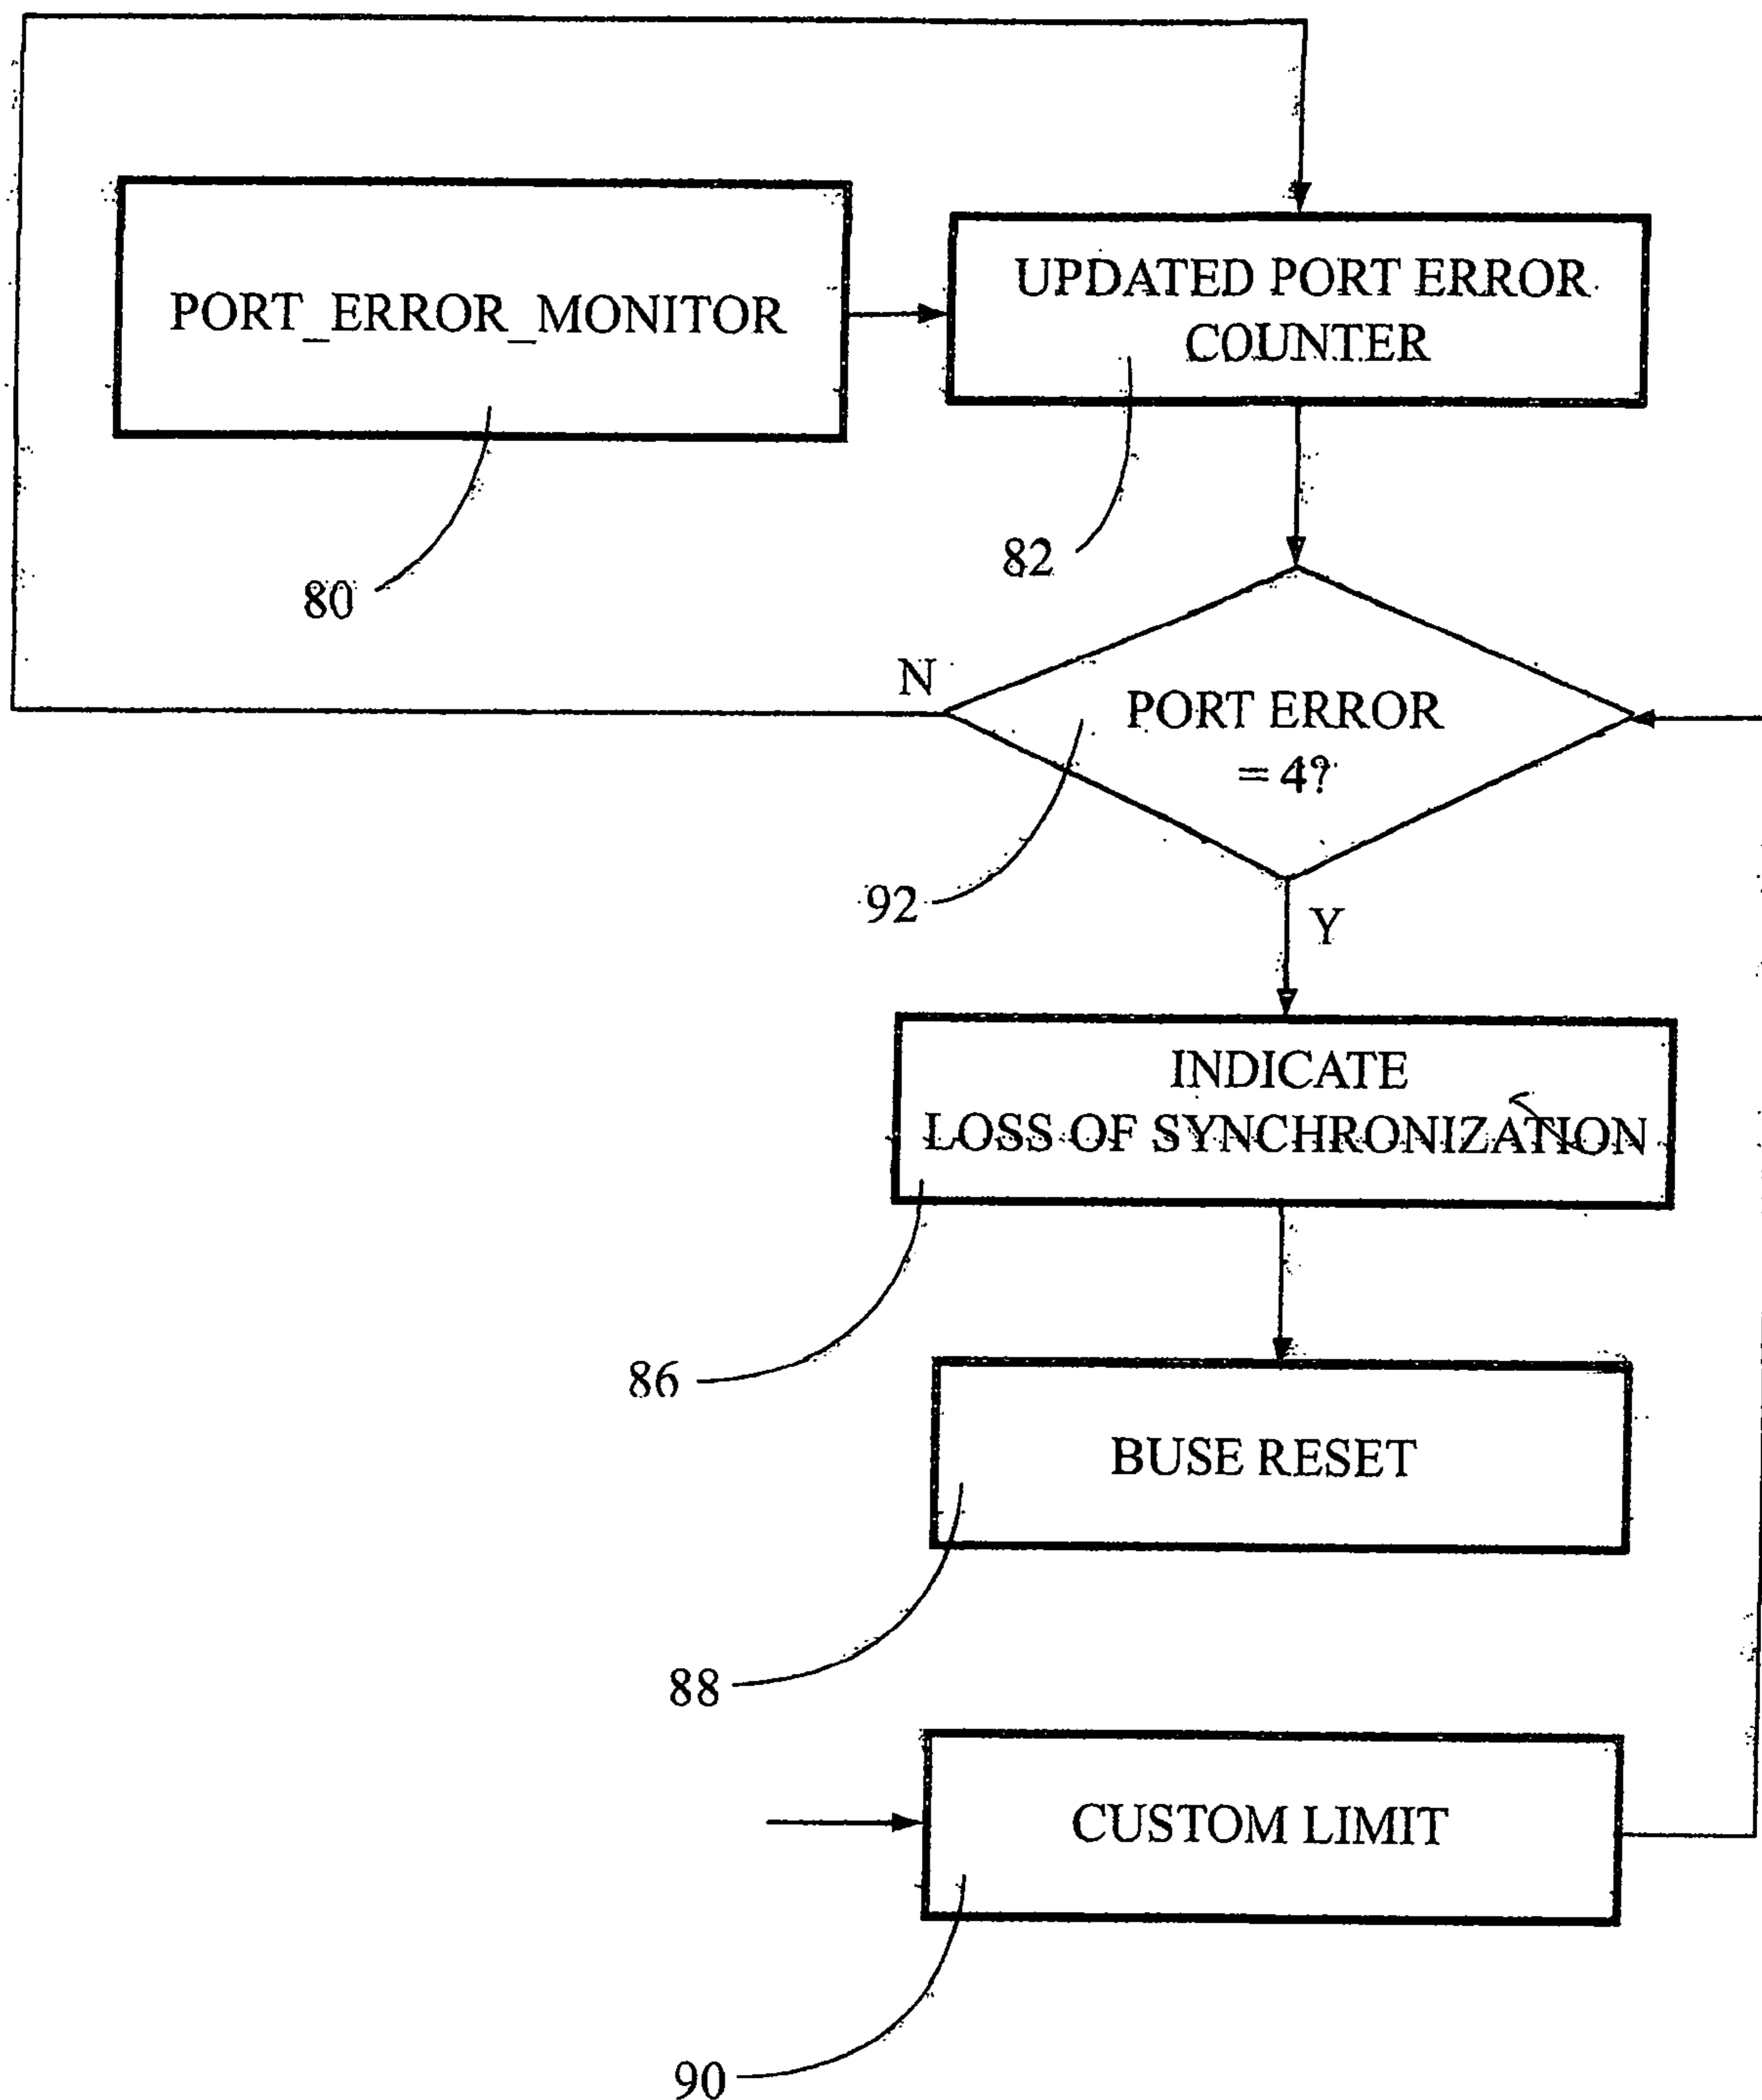 PORT_ERROR_MONITOR
80
UPDATED PORT ERROR
COUNTER
82
N
PORT ERROR
= 4?
92
Y
INDICATE
LOSS OF SYNCHRONIZATION
86
BUSE RESET
88
CUSTOM LIMIT
90